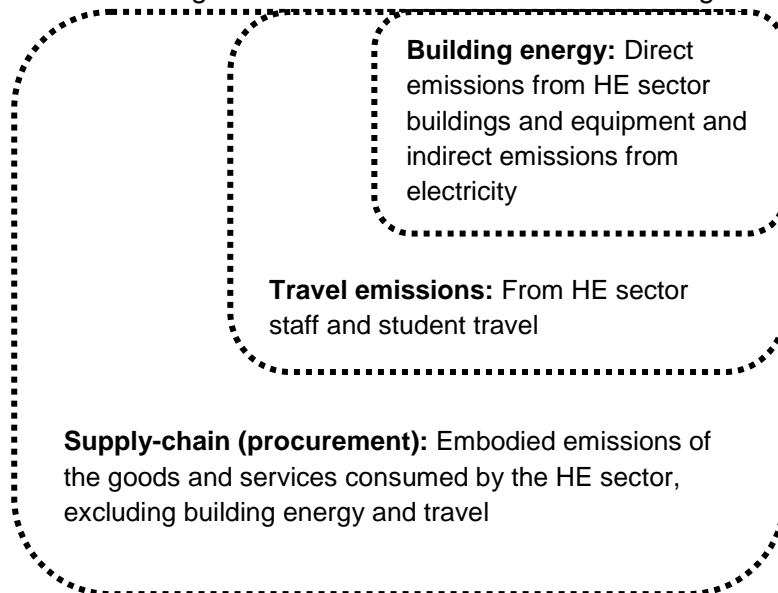 Building energy: Direct
emissions from HE sector
buildings and equipment and
indirect emissions from
electricity
Travel emissions: From HE sector
staff and student travel
Supply-chain (procurement): Embodied emissions of
the goods and services consumed by the HE sector,
excluding building energy and travel